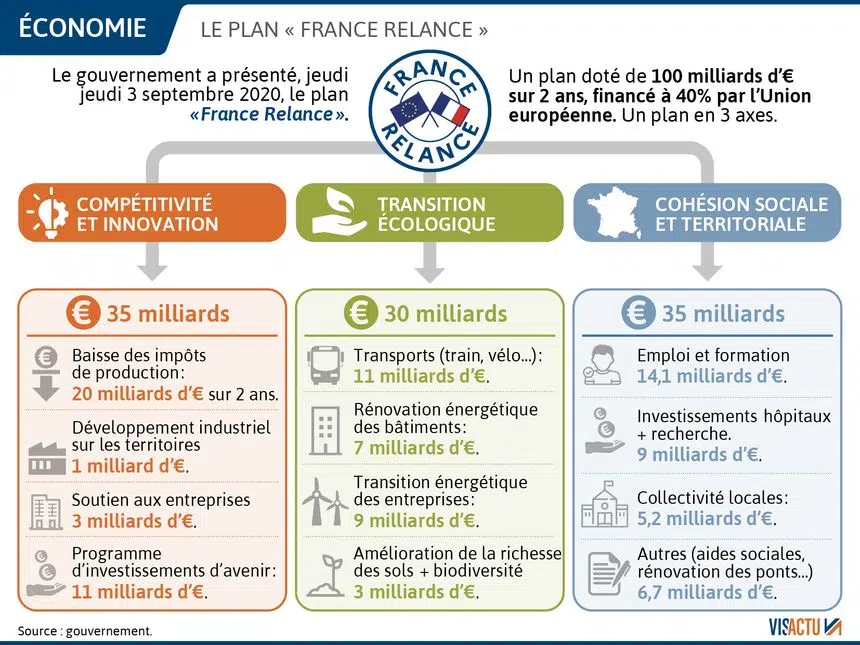 ÉCONOMIE
LE PLAN « FRANCE RELANCE »
Le gouvernement a présenté, jeudi
jeudi 3 septembre 2020, le plan
«France Relance».
FRANCE
RELANCE
Un plan doté de 100 milliards d'€
sur 2 ans, financé à 40% par l'Union
européenne. Un plan en 3 axes.
COMPÉTITIVITÉ
ET INNOVATION
€ 35 milliards
Baisse des impôts
de production:
20 milliards d'€ sur 2 ans.
Développement industriel
sur les territoires
1 milliard d'€.
Soutien aux entreprises
3 milliards d'€.
Programme
d'investissements d'avenir:
11 milliards d'€.
TRANSITION
ÉCOLOGIQUE
€ 30 milliards
Transports (train, vélo...):
11 milliards d'€.
Rénovation énergétique
des bâtiments:
7 milliards d'€.
Transition énergétique
des entreprises:
9 milliards d'€.
Amélioration de la richesse
des sols + biodiversité
3 milliards d'€.
COHÉSION SOCIALE
ET TERRITORIALE
€ 35 milliards
Emploi et formation
14,1 milliards d'€.
Investissements hôpitaux
+ recherche.
9 milliards d'€.
Collectivité locales:
5,2 milliards d'€.
Autres (aides sociales,
rénovation des ponts...)
6,7 milliards d'€.
Source : gouvernement.
VISACTU